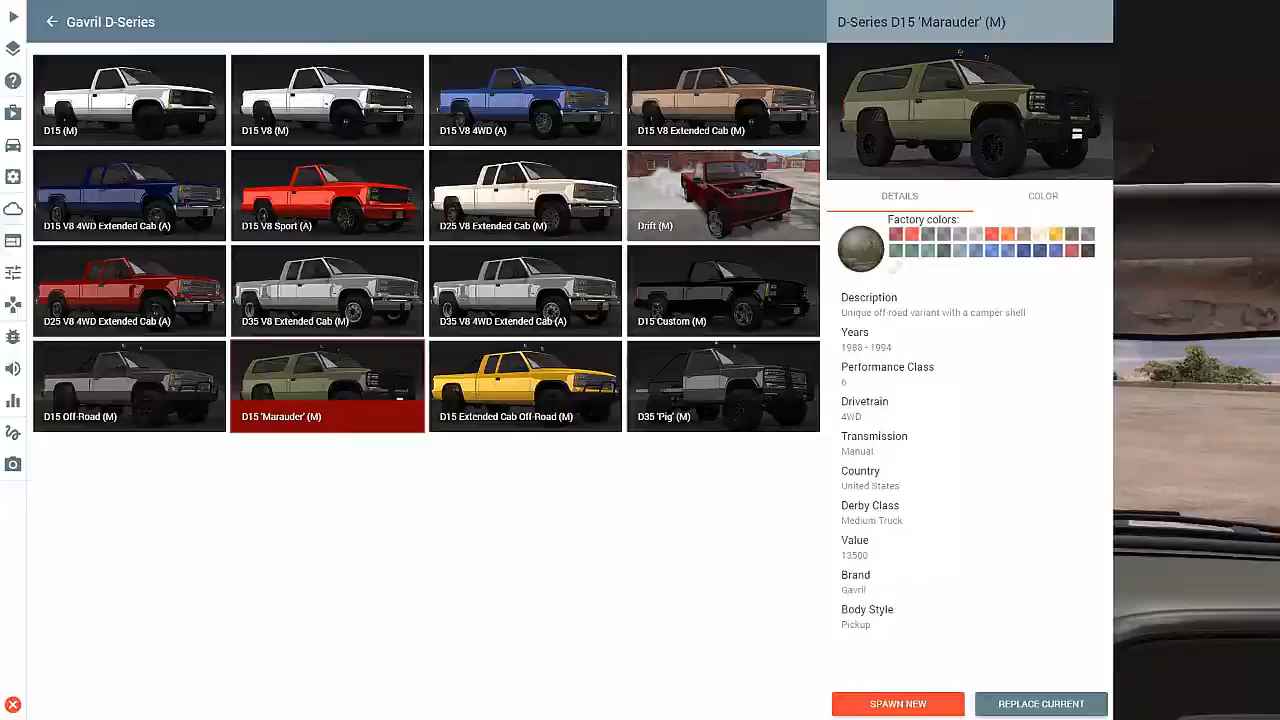 Gavril D-Series
D-Series D15 'Marauder' (M)
D15 (M)
D15 V8 (M)
D15 V8 4WD (A)
D15 V8 Extended Cab (M)
D15 V8 4WD Extended Cab (A)
D15 V8 Sport (A)
D25 V8 Extended Cab (M)
Drift (M)
D25 V8 4WD Extended Cab (A)
D35 V8 Extended Cab (M)
D35 V8 4WD Extended Cab (A)
D15 Custom (M)
D15 Off-Road (M)
D15 'Marauder' (M)
D15 Extended Cab Off-Road (M)
D35 'Pig' (M)
DETAILS
COLOR
Factory colors:
Description
Unique off-road variant with a camper shell
Years
1988 - 1994
Performance Class
6
Drivetrain
4WD
Transmission
Manual
Country
United States
Derby Class
Medium Truck
Value
13500
Brand
Gavril
Body Style
Pickup
SPAWN NEW
REPLACE CURRENT